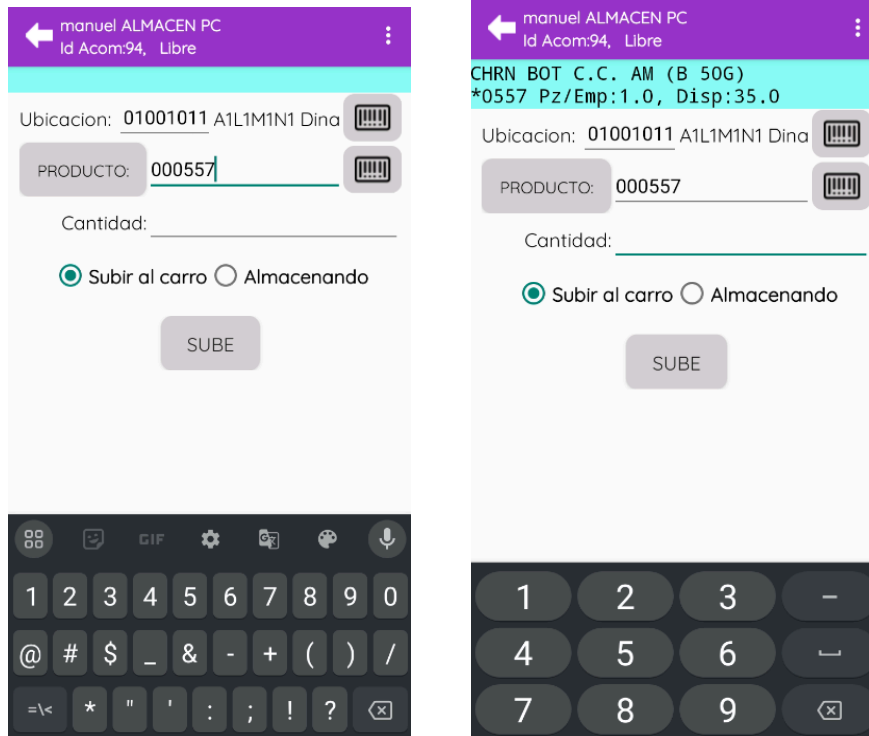 manuel ALMACEN PC
Id Acom:94, Libre
Ubicacion: 01001011 A1L1M1N1 Dina
PRODUCTO: 000557
Cantidad:
Subir al carro Almacenando
SUBE
GIF
1 2 3 4 5 6 7 8 9 0
@ # $ _ & - + ( ) /
=\< * " ' : ; ! ?
manuel ALMACEN PC
Id Acom:94, Libre
CHRN BOT C.C. AM (B 50G)
*0557 Pz/Emp:1.0, Disp:35.0
Ubicacion: 01001011 A1L1M1N1 Dina
PRODUCTO: 000557
Cantidad:
Subir al carro Almacenando
SUBE
1 2 3 -
4 5 6
7 8 9